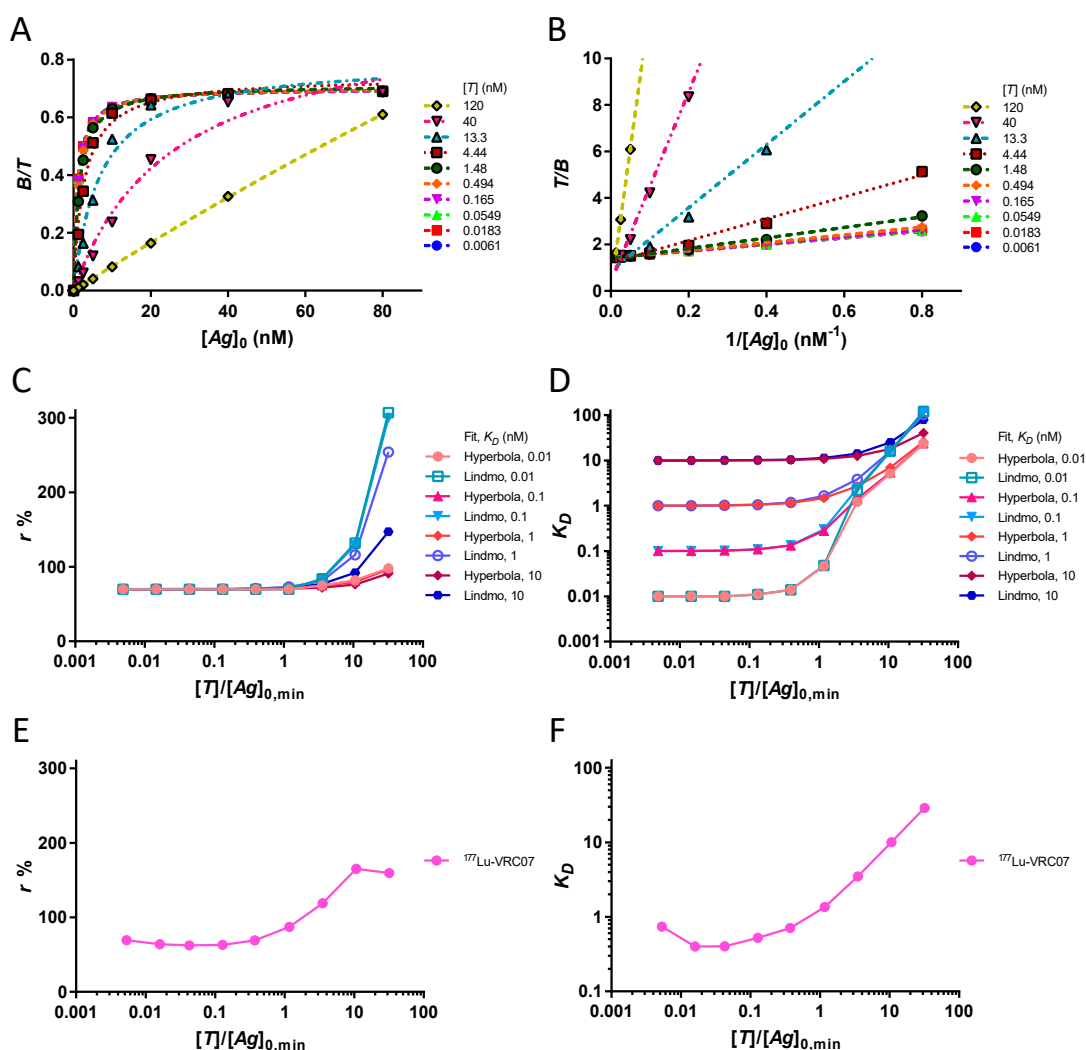 A
B/T
0.8
0.6
0.4
0.2
0.0
0 20 40 60 80
[Ag]₀ (nM)
[T] (nM)
120
40
13.3
4.44
1.48
0.494
0.165
0.0549
0.0183
0.0061
B
T/B
10
8
6
4
2
0
0.0 0.2 0.4 0.6 0.8
1/[Ag]₀ (nM⁻¹)
[T] (nM)
120
40
13.3
4.44
1.48
0.494
0.165
0.0549
0.0183
0.0061
C
r %
300
200
100
0
0.001 0.01 0.1 1 10 100
[T]/[Ag]₀,min
Fit, K_D (nM)
Hyperbola, 0.01
Lindmo, 0.01
Hyperbola, 0.1
Lindmo, 0.1
Hyperbola, 1
Lindmo, 1
Hyperbola, 10
Lindmo, 10
D
K_D
100
10
1
0.1
0.01
0.001
0.001 0.01 0.1 1 10 100
[T]/[Ag]₀,min
Fit, K_D (nM)
Hyperbola, 0.01
Lindmo, 0.01
Hyperbola, 0.1
Lindmo, 0.1
Hyperbola, 1
Lindmo, 1
Hyperbola, 10
Lindmo, 10
E
r %
300
200
100
0
0.001 0.01 0.1 1 10 100
[T]/[Ag]₀,min
¹⁷⁷Lu-VRC07
F
K_D
100
10
1
0.1
0.001 0.01 0.1 1 10 100
[T]/[Ag]₀,min
¹⁷⁷Lu-VRC07